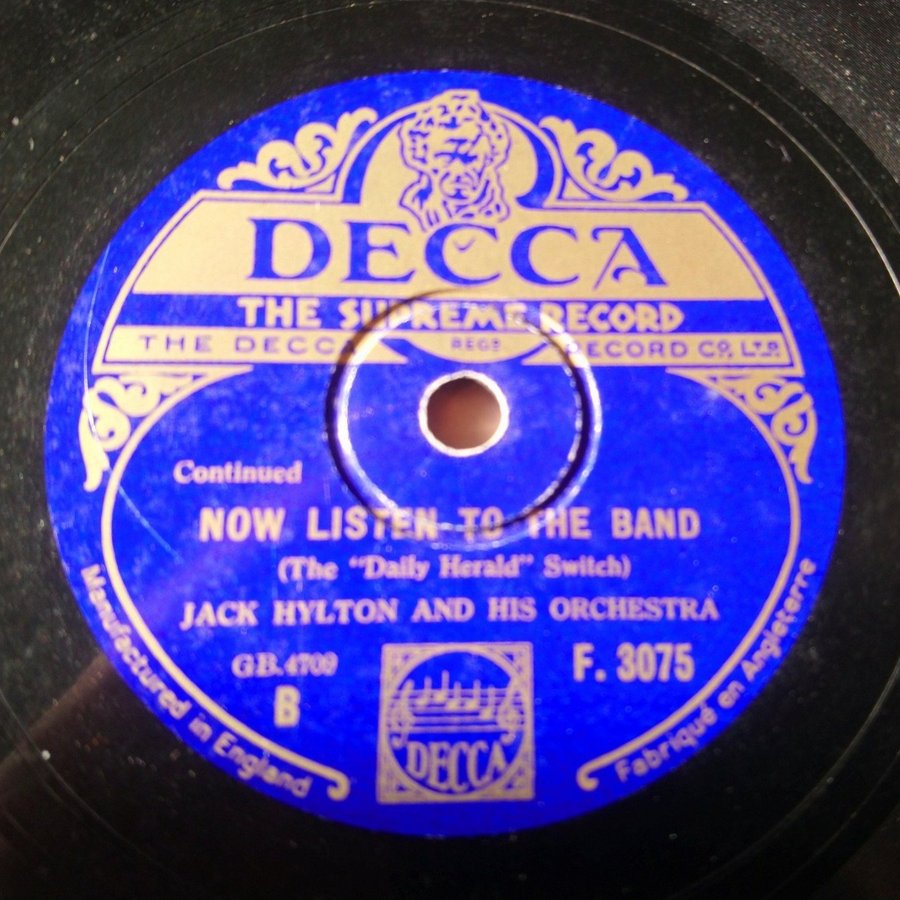 DECCA
THE SUPREME RECORD
THE DECCA REGD RECORD CO. LTD.
Continued
NOW LISTEN TO THE BAND
(The "Daily Herald" Switch)
JACK HYLTON AND HIS ORCHESTRA
GB.4709
F. 3075
B
DECCA
Manufactured in England
Fabriqué en Angleterre